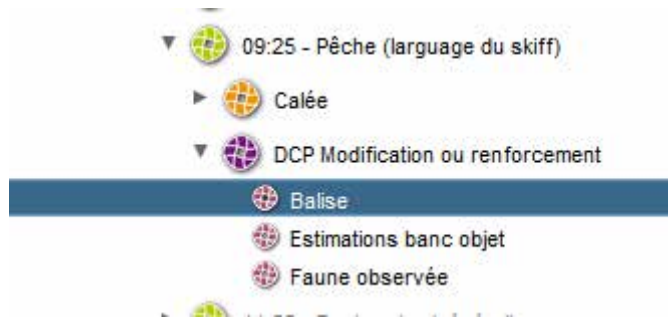 09:25 - Pêche (larguage du skiff)
Calée
DCP Modification ou renforcement
Balise
Estimations banc objet
Faune observée